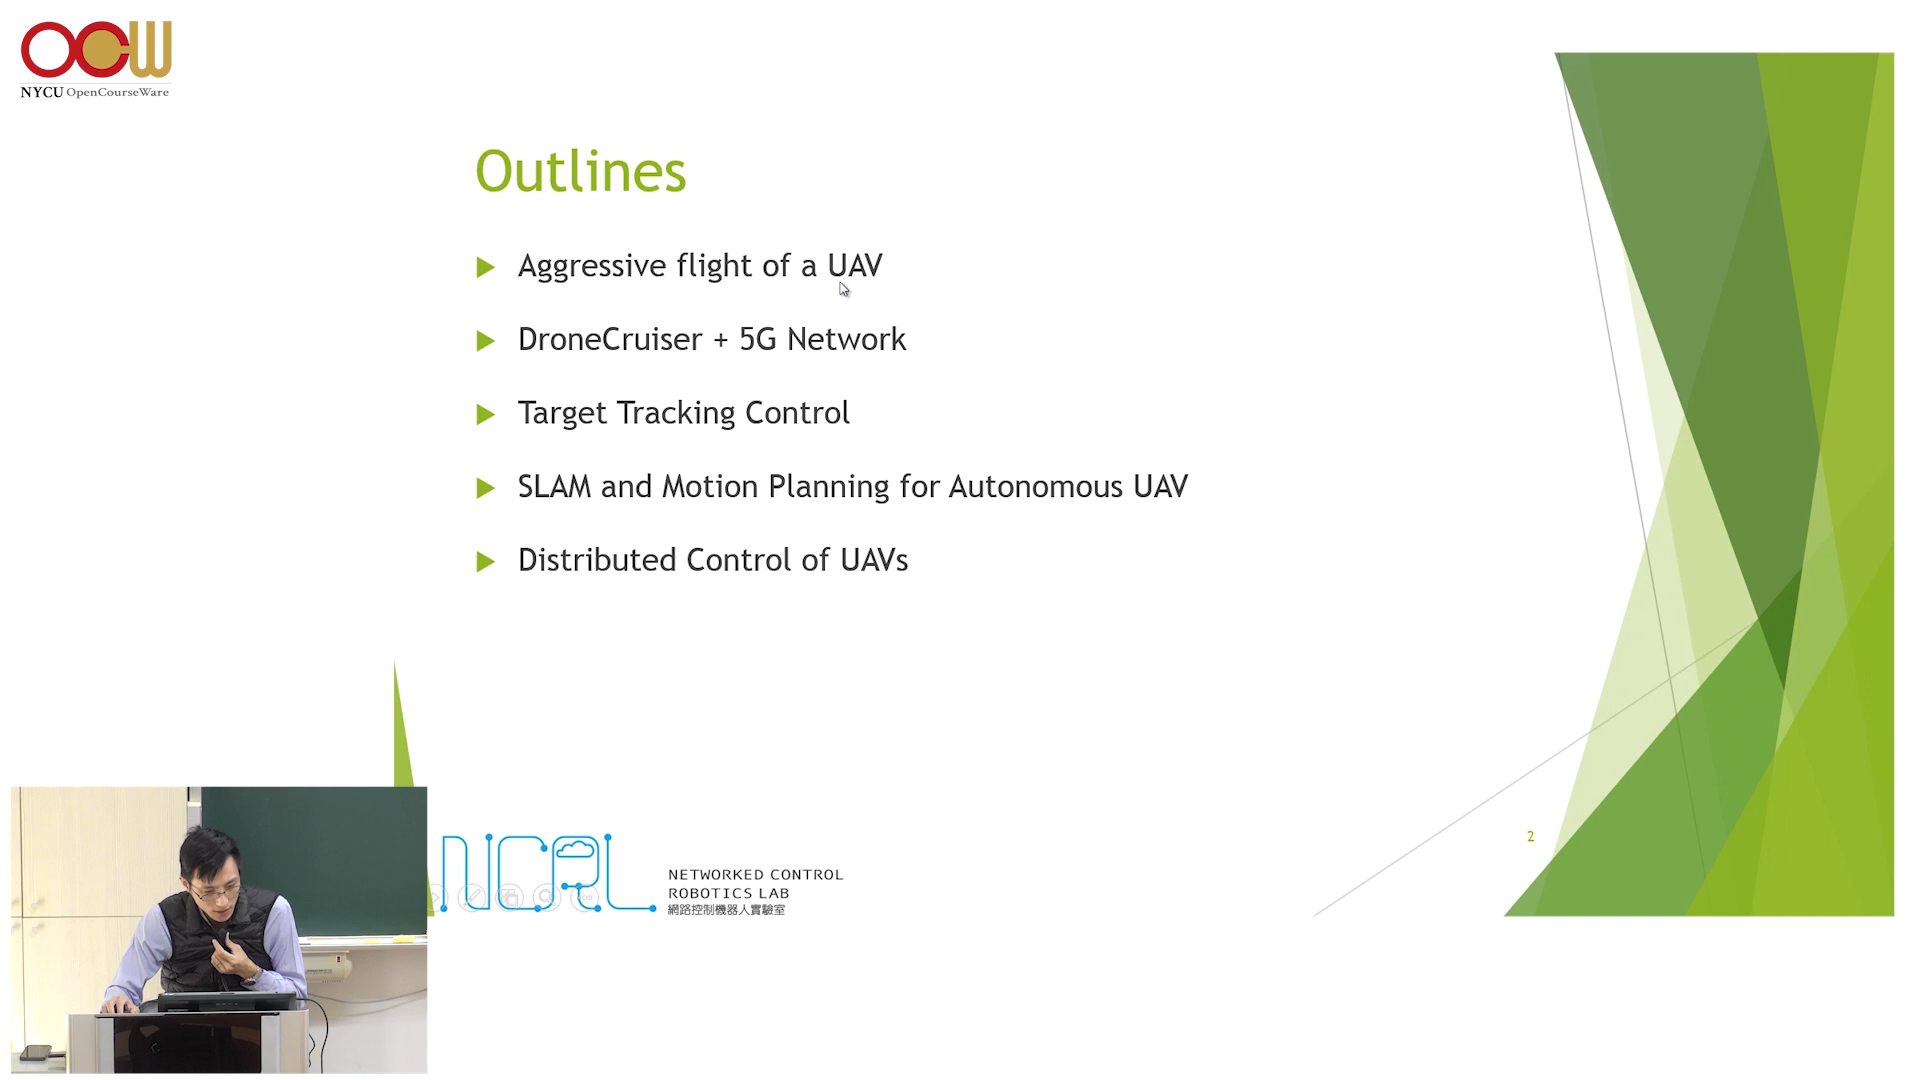 OCW
NYCU OpenCourseWare
Outlines
Aggressive flight of a UAV
DroneCruiser + 5G Network
Target Tracking Control
SLAM and Motion Planning for Autonomous UAV
Distributed Control of UAVs
2
NCRL
NETWORKED CONTROL
ROBOTICS LAB
網路控制機器人實驗室